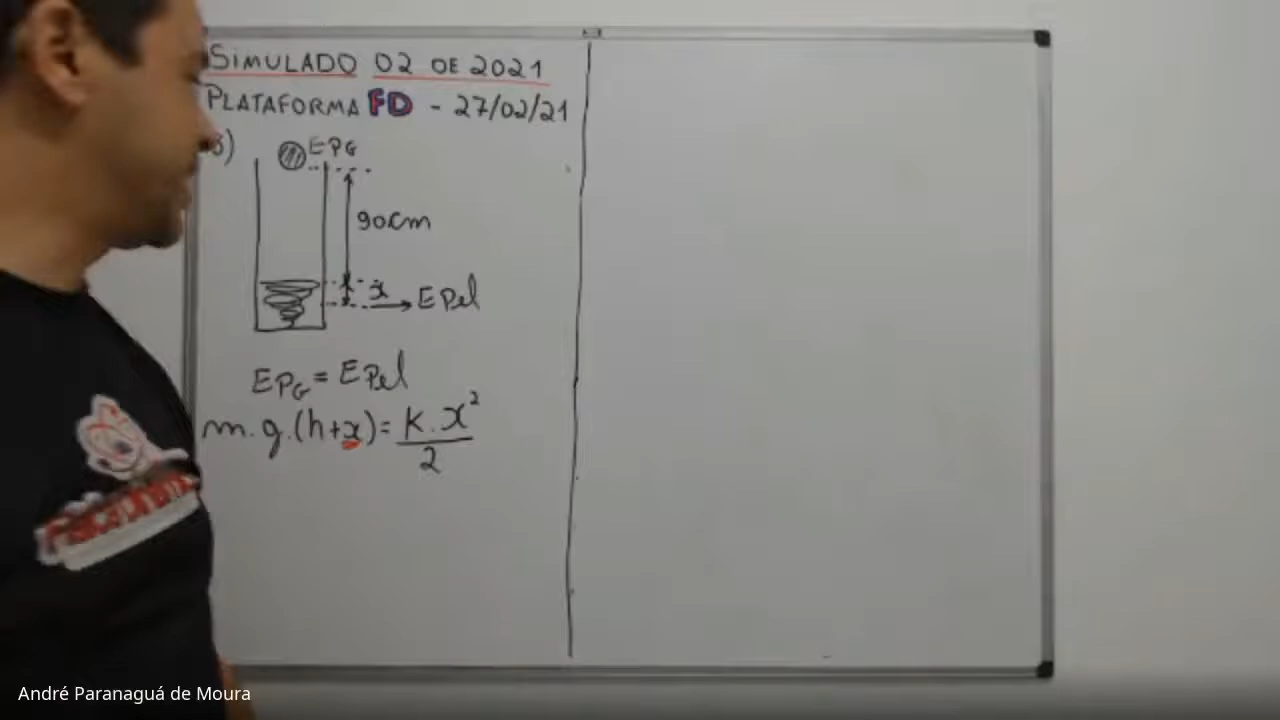 SIMULADO 02 DE 2021
PLATAFORMA FD - 27/02/21
EPG
90cm
x
EPel
EPG = EPel
m.g.(h+x) = K.x²
2
André Paranaguá de Moura